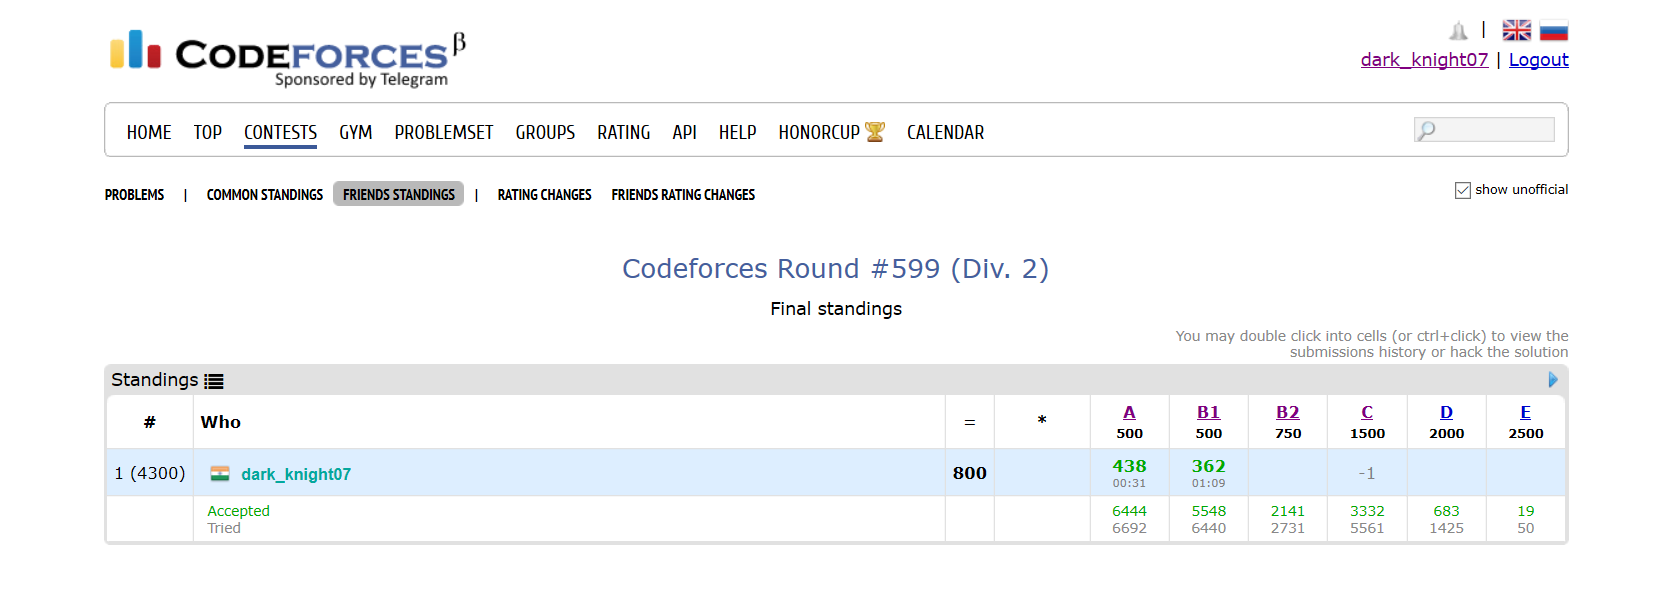 CODEFORCES β
Sponsored by Telegram
|
dark_knight07 | Logout
HOME TOP CONTESTS GYM PROBLEMSET GROUPS RATING API HELP HONORCUP CALENDAR
PROBLEMS | COMMON STANDINGS FRIENDS STANDINGS | RATING CHANGES FRIENDS RATING CHANGES
show unofficial
Codeforces Round #599 (Div. 2)
Final standings
You may double click into cells (or ctrl+click) to view the
submissions history or hack the solution
Standings
# Who = * A B1 B2 C D E
500 500 750 1500 2000 2500
1 (4300) dark_knight07 800 438 362 -1
00:31 01:09
Accepted 6444 5548 2141 3332 683 19
Tried 6692 6440 2731 5561 1425 50